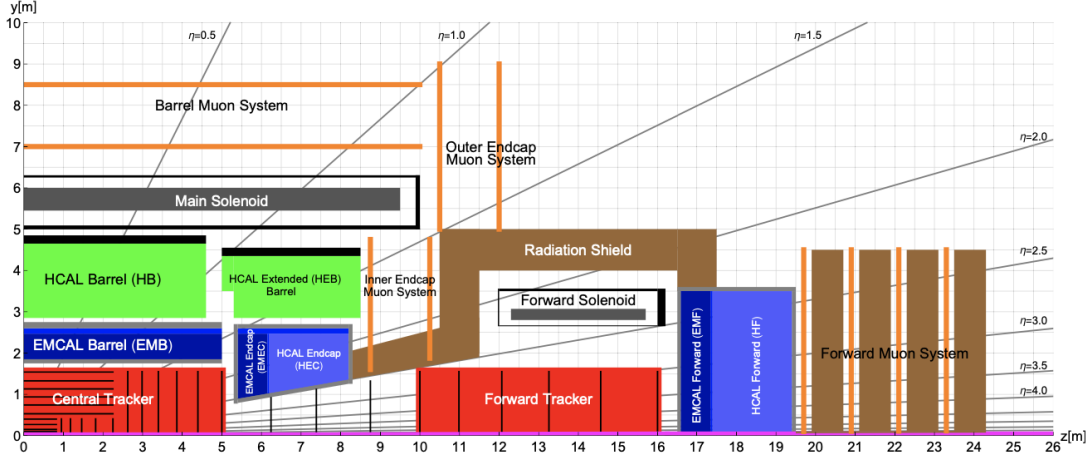 y[m]
10
η=0.5
η=1.0
η=1.5
9
8
Barrel Muon System
7
Outer Endcap
Muon System
η=2.0
6
Main Solenoid
5
Radiation Shield
4
HCAL Barrel (HB)
HCAL Extended (HEB)
Barrel
Inner Endcap
Muon System
η=2.5
3
Forward Solenoid
η=3.0
2
EMCAL Barrel (EMB)
EMCAL Endcap
(EMEC)
HCAL Endcap
(HEC)
EMCAL Forward (EMF)
HCAL Forward (HF)
Forward Muon System
η=3.5
1
Central Tracker
Forward Tracker
η=4.0
0
0 1 2 3 4 5 6 7 8 9 10 11 12 13 14 15 16 17 18 19 20 21 22 23 24 25 26
z[m]